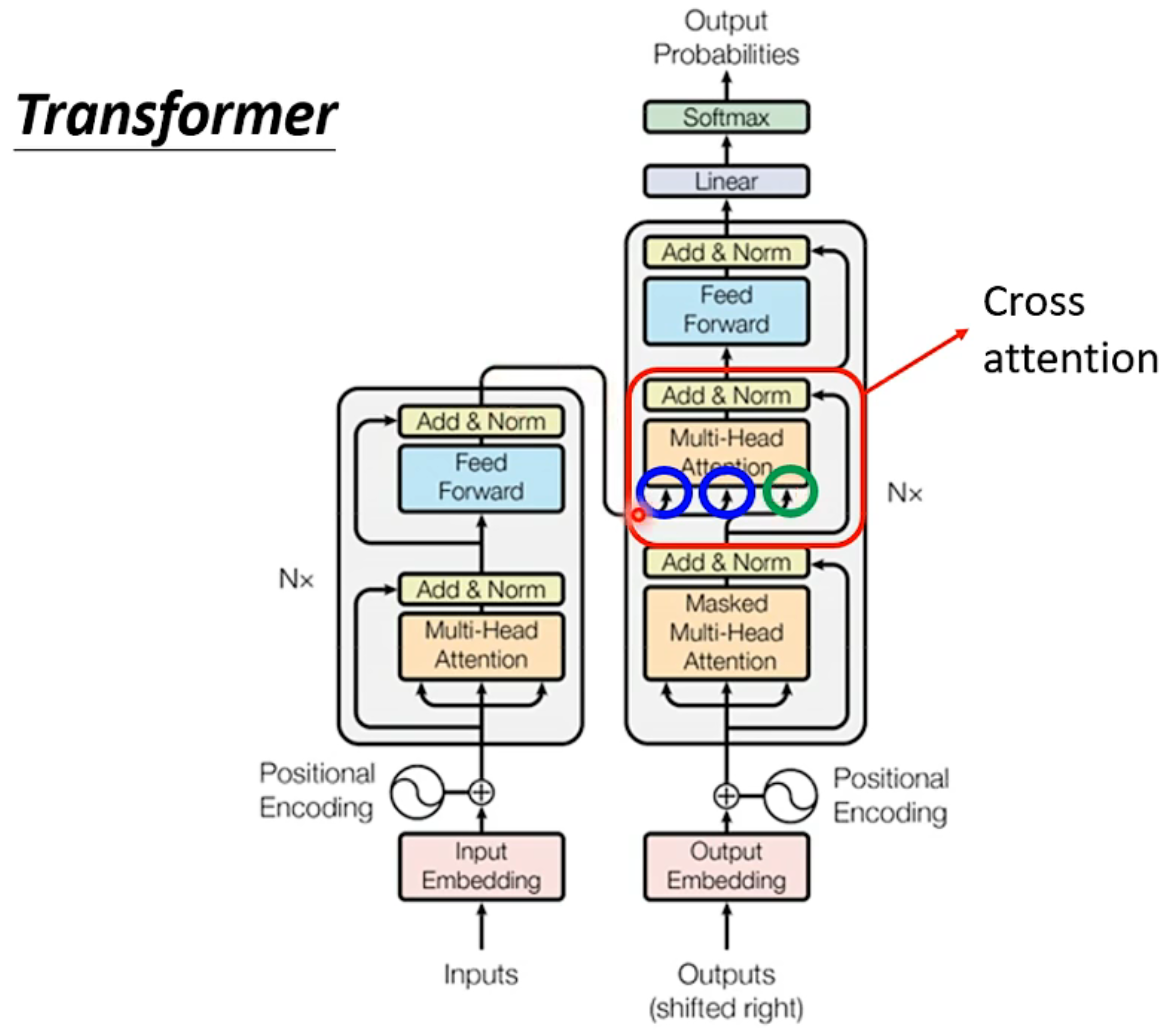 Transformer
Output
Probabilities
Softmax
Linear
Add & Norm
Feed
Forward
Add & Norm
Multi-Head
Attention
Cross
attention
Nx
Add & Norm
Masked
Multi-Head
Attention
Add & Norm
Feed
Forward
Nx
Add & Norm
Multi-Head
Attention
Positional
Encoding
Positional
Encoding
Input
Embedding
Output
Embedding
Inputs
Outputs
(shifted right)